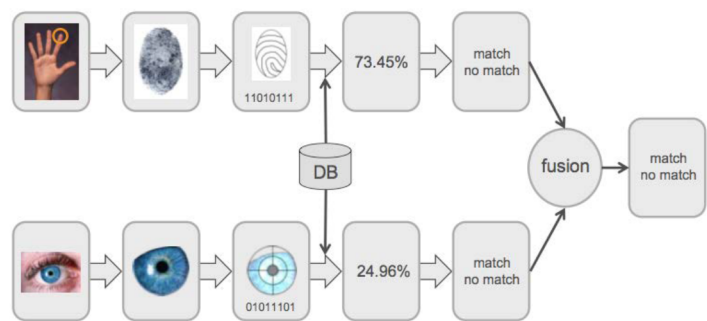 11010111
73.45%
match
no match
DB
fusion
match
no match
01011101
24.96%
match
no match